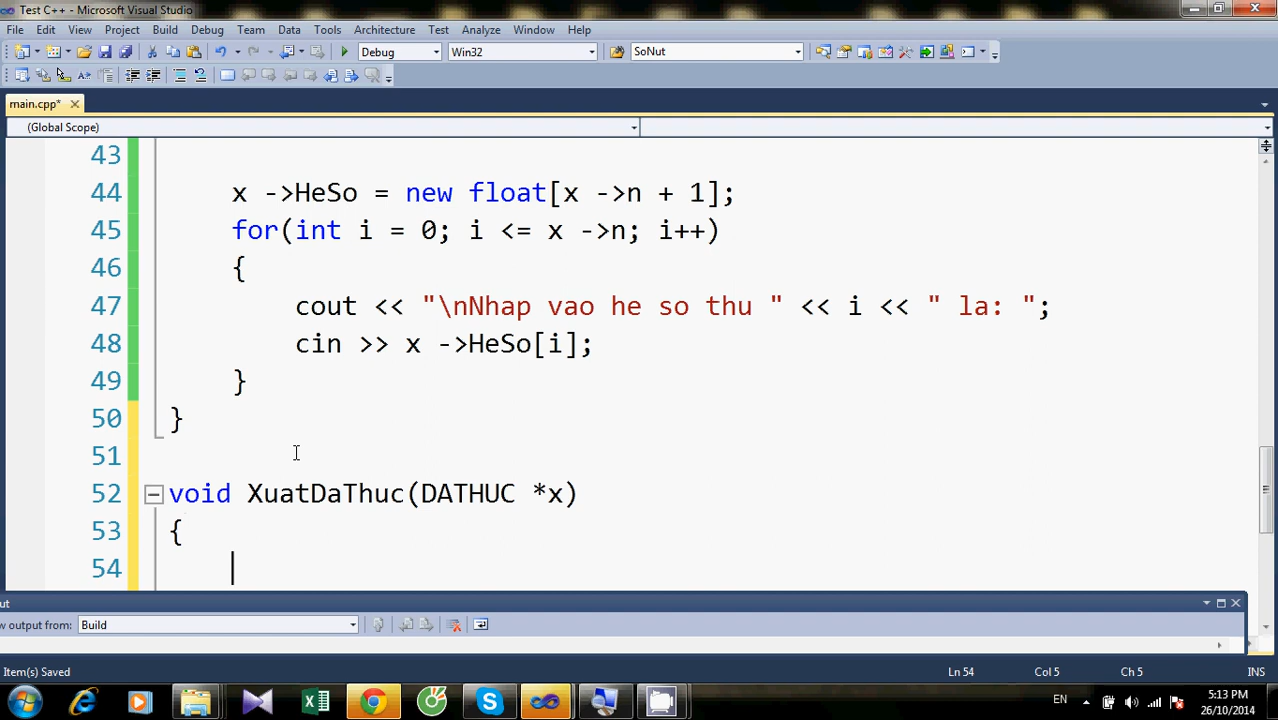 Test C++ - Microsoft Visual Studio
File Edit View Project Build Debug Team Data Tools Architecture Test Analyze Window Help
Debug Win32 SoNut
main.cpp*
(Global Scope)
43
44 x ->HeSo = new float[x ->n + 1];
45 for(int i = 0; i <= x ->n; i++)
46 {
47 cout << "\nNhap vao he so thu " << i << " la: ";
48 cin >> x ->HeSo[i];
49 }
50 }
51
52 void XuatDaThuc(DATHUC *x)
53 {
54
ut
w output from: Build
Item(s) Saved Ln 54 Col 5 Ch 5 INS
EN 5:13 PM
26/10/2014